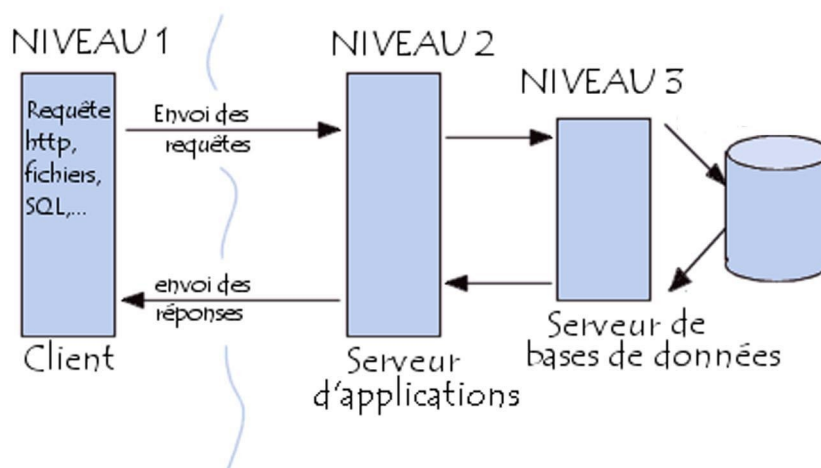 NIVEAU 1
NIVEAU 2
NIVEAU 3
Requête
http,
fichiers,
SQL,...
Envoi des
requêtes
envoi des
réponses
Client
Serveur
d'applications
Serveur de
bases de données